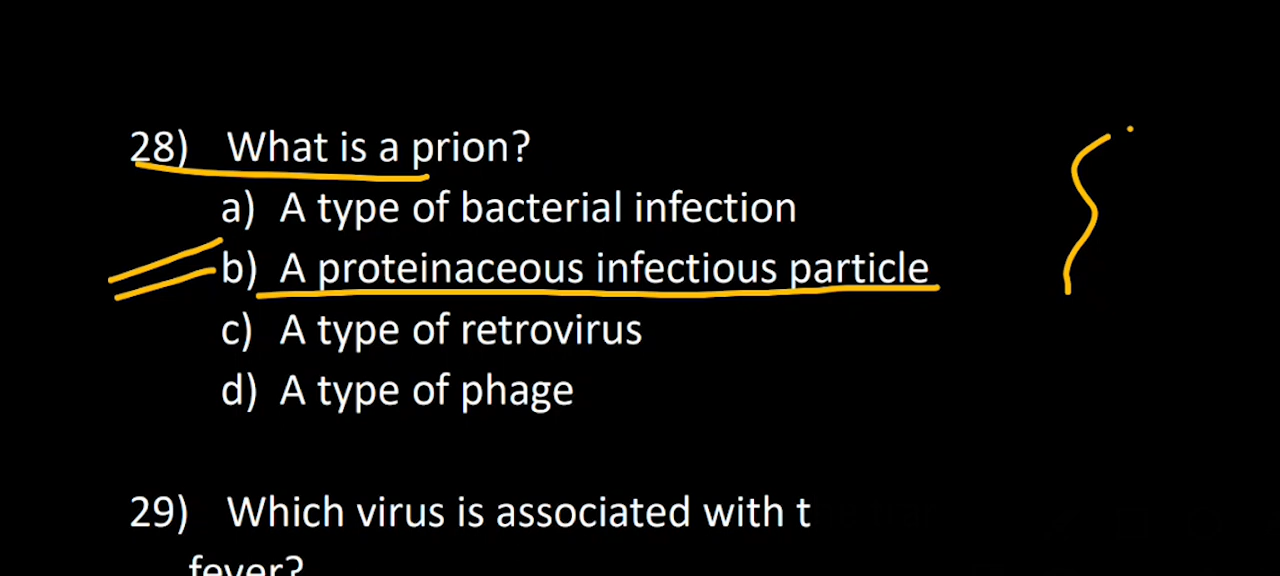 28) What is a prion?
a) A type of bacterial infection
b) A proteinaceous infectious particle
c) A type of retrovirus
d) A type of phage
29) Which virus is associated with t
fever?